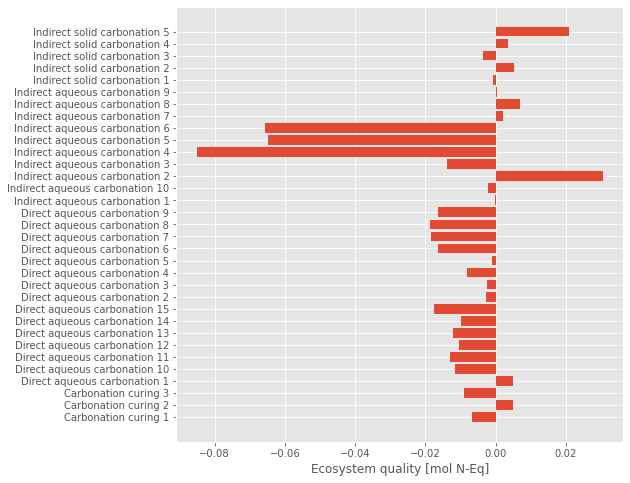 Indirect solid carbonation 5
Indirect solid carbonation 4
Indirect solid carbonation 3
Indirect solid carbonation 2
Indirect solid carbonation 1
Indirect aqueous carbonation 9
Indirect aqueous carbonation 8
Indirect aqueous carbonation 7
Indirect aqueous carbonation 6
Indirect aqueous carbonation 5
Indirect aqueous carbonation 4
Indirect aqueous carbonation 3
Indirect aqueous carbonation 2
Indirect aqueous carbonation 10
Indirect aqueous carbonation 1
Direct aqueous carbonation 9
Direct aqueous carbonation 8
Direct aqueous carbonation 7
Direct aqueous carbonation 6
Direct aqueous carbonation 5
Direct aqueous carbonation 4
Direct aqueous carbonation 3
Direct aqueous carbonation 2
Direct aqueous carbonation 15
Direct aqueous carbonation 14
Direct aqueous carbonation 13
Direct aqueous carbonation 12
Direct aqueous carbonation 11
Direct aqueous carbonation 10
Direct aqueous carbonation 1
Carbonation curing 3
Carbonation curing 2
Carbonation curing 1
−0.08 −0.06 −0.04 −0.02 0.00 0.02
Ecosystem quality [mol N-Eq]